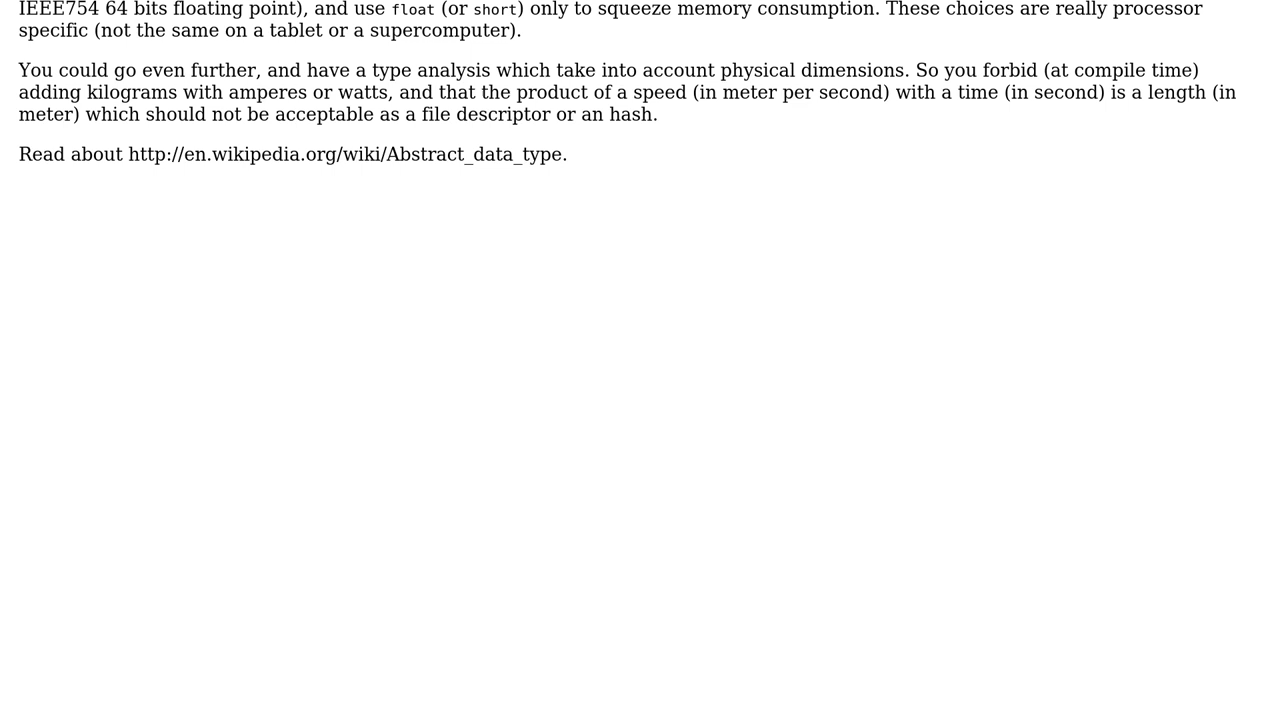 IEEE754 64 bits floating point), and use float (or short) only to squeeze memory consumption. These choices are really processor
specific (not the same on a tablet or a supercomputer).
You could go even further, and have a type analysis which take into account physical dimensions. So you forbid (at compile time)
adding kilograms with amperes or watts, and that the product of a speed (in meter per second) with a time (in second) is a length (in
meter) which should not be acceptable as a file descriptor or an hash.
Read about http://en.wikipedia.org/wiki/Abstract_data_type.